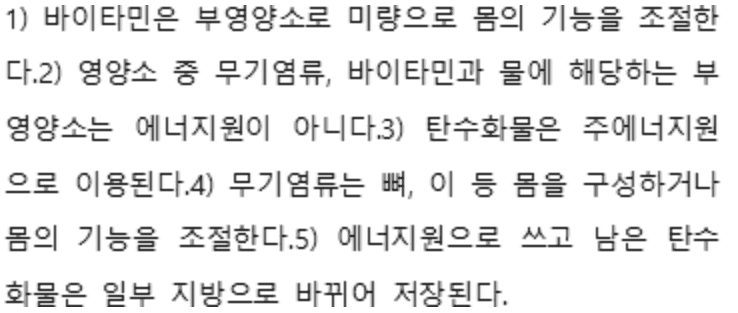 1) 바이타민은 부영양소로 미량으로 몸의 기능을 조절한
다.2) 영양소 중 무기염류, 바이타민과 물에 해당하는 부
영양소는 에너지원이 아니다.3) 탄수화물은 주에너지원
으로 이용된다.4) 무기염류는 뼈, 이 등 몸을 구성하거나
몸의 기능을 조절한다.5) 에너지원으로 쓰고 남은 탄수
화물은 일부 지방으로 바뀌어 저장된다.